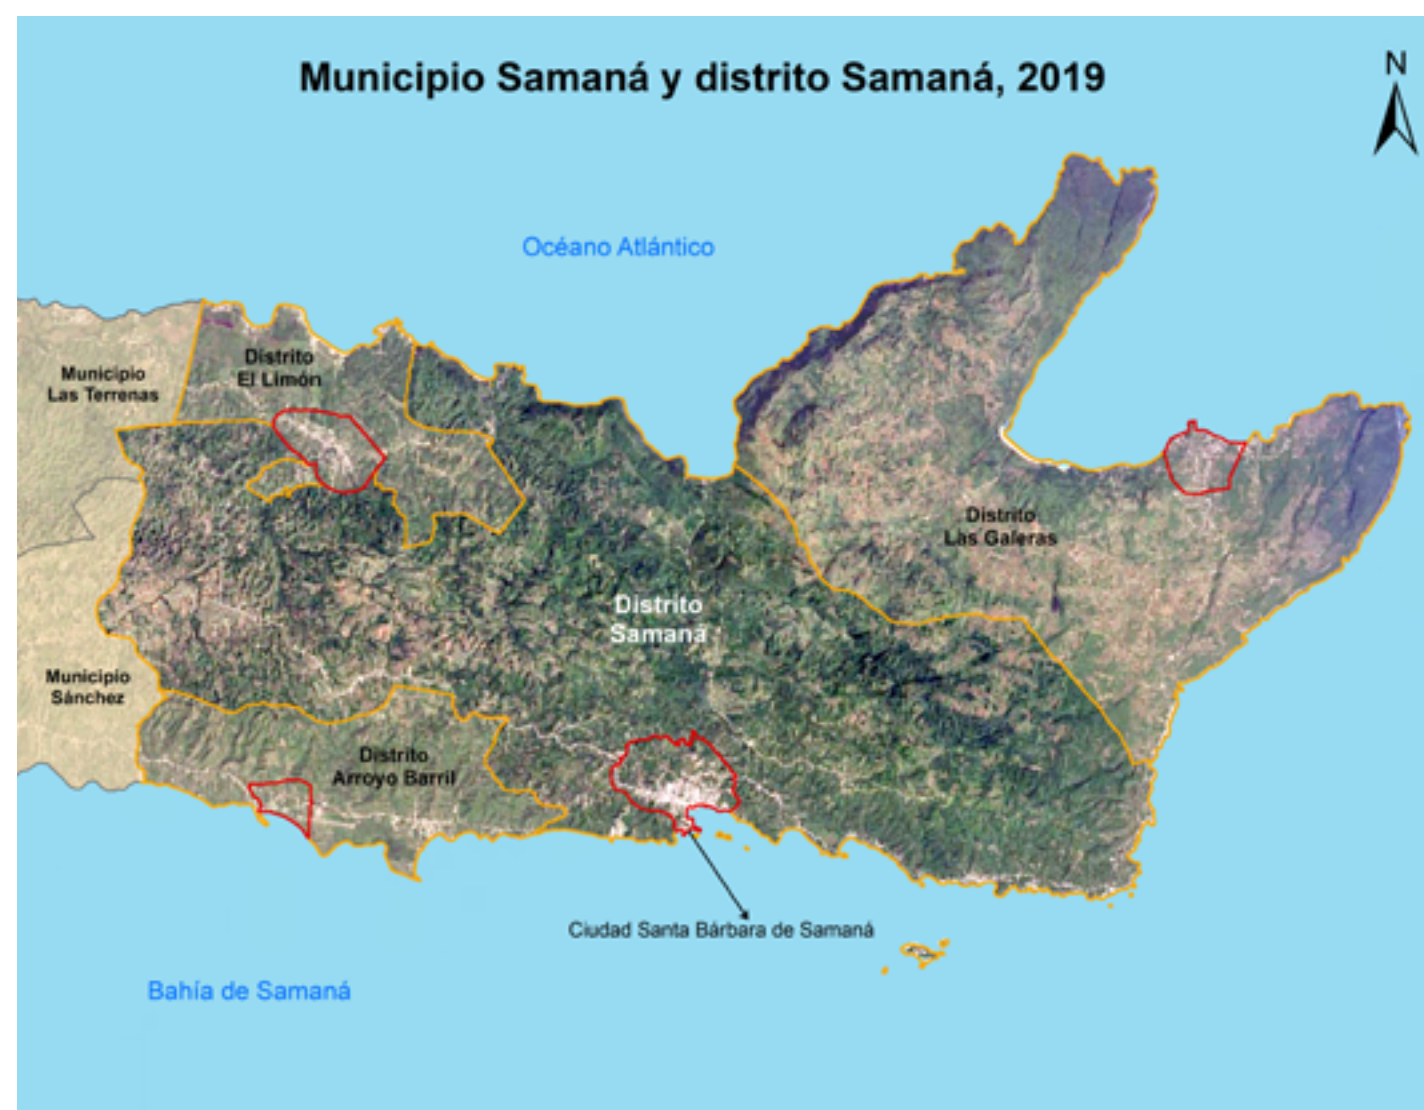 Municipio Samaná y distrito Samaná, 2019
N
Océano Atlántico
Distrito
El Limón
Municipio
Las Terrenas
Distrito
Las Galeras
Distrito
Samaná
Municipio
Sánchez
Distrito
Arroyo Barril
Ciudad Santa Bárbara de Samaná
Bahía de Samaná